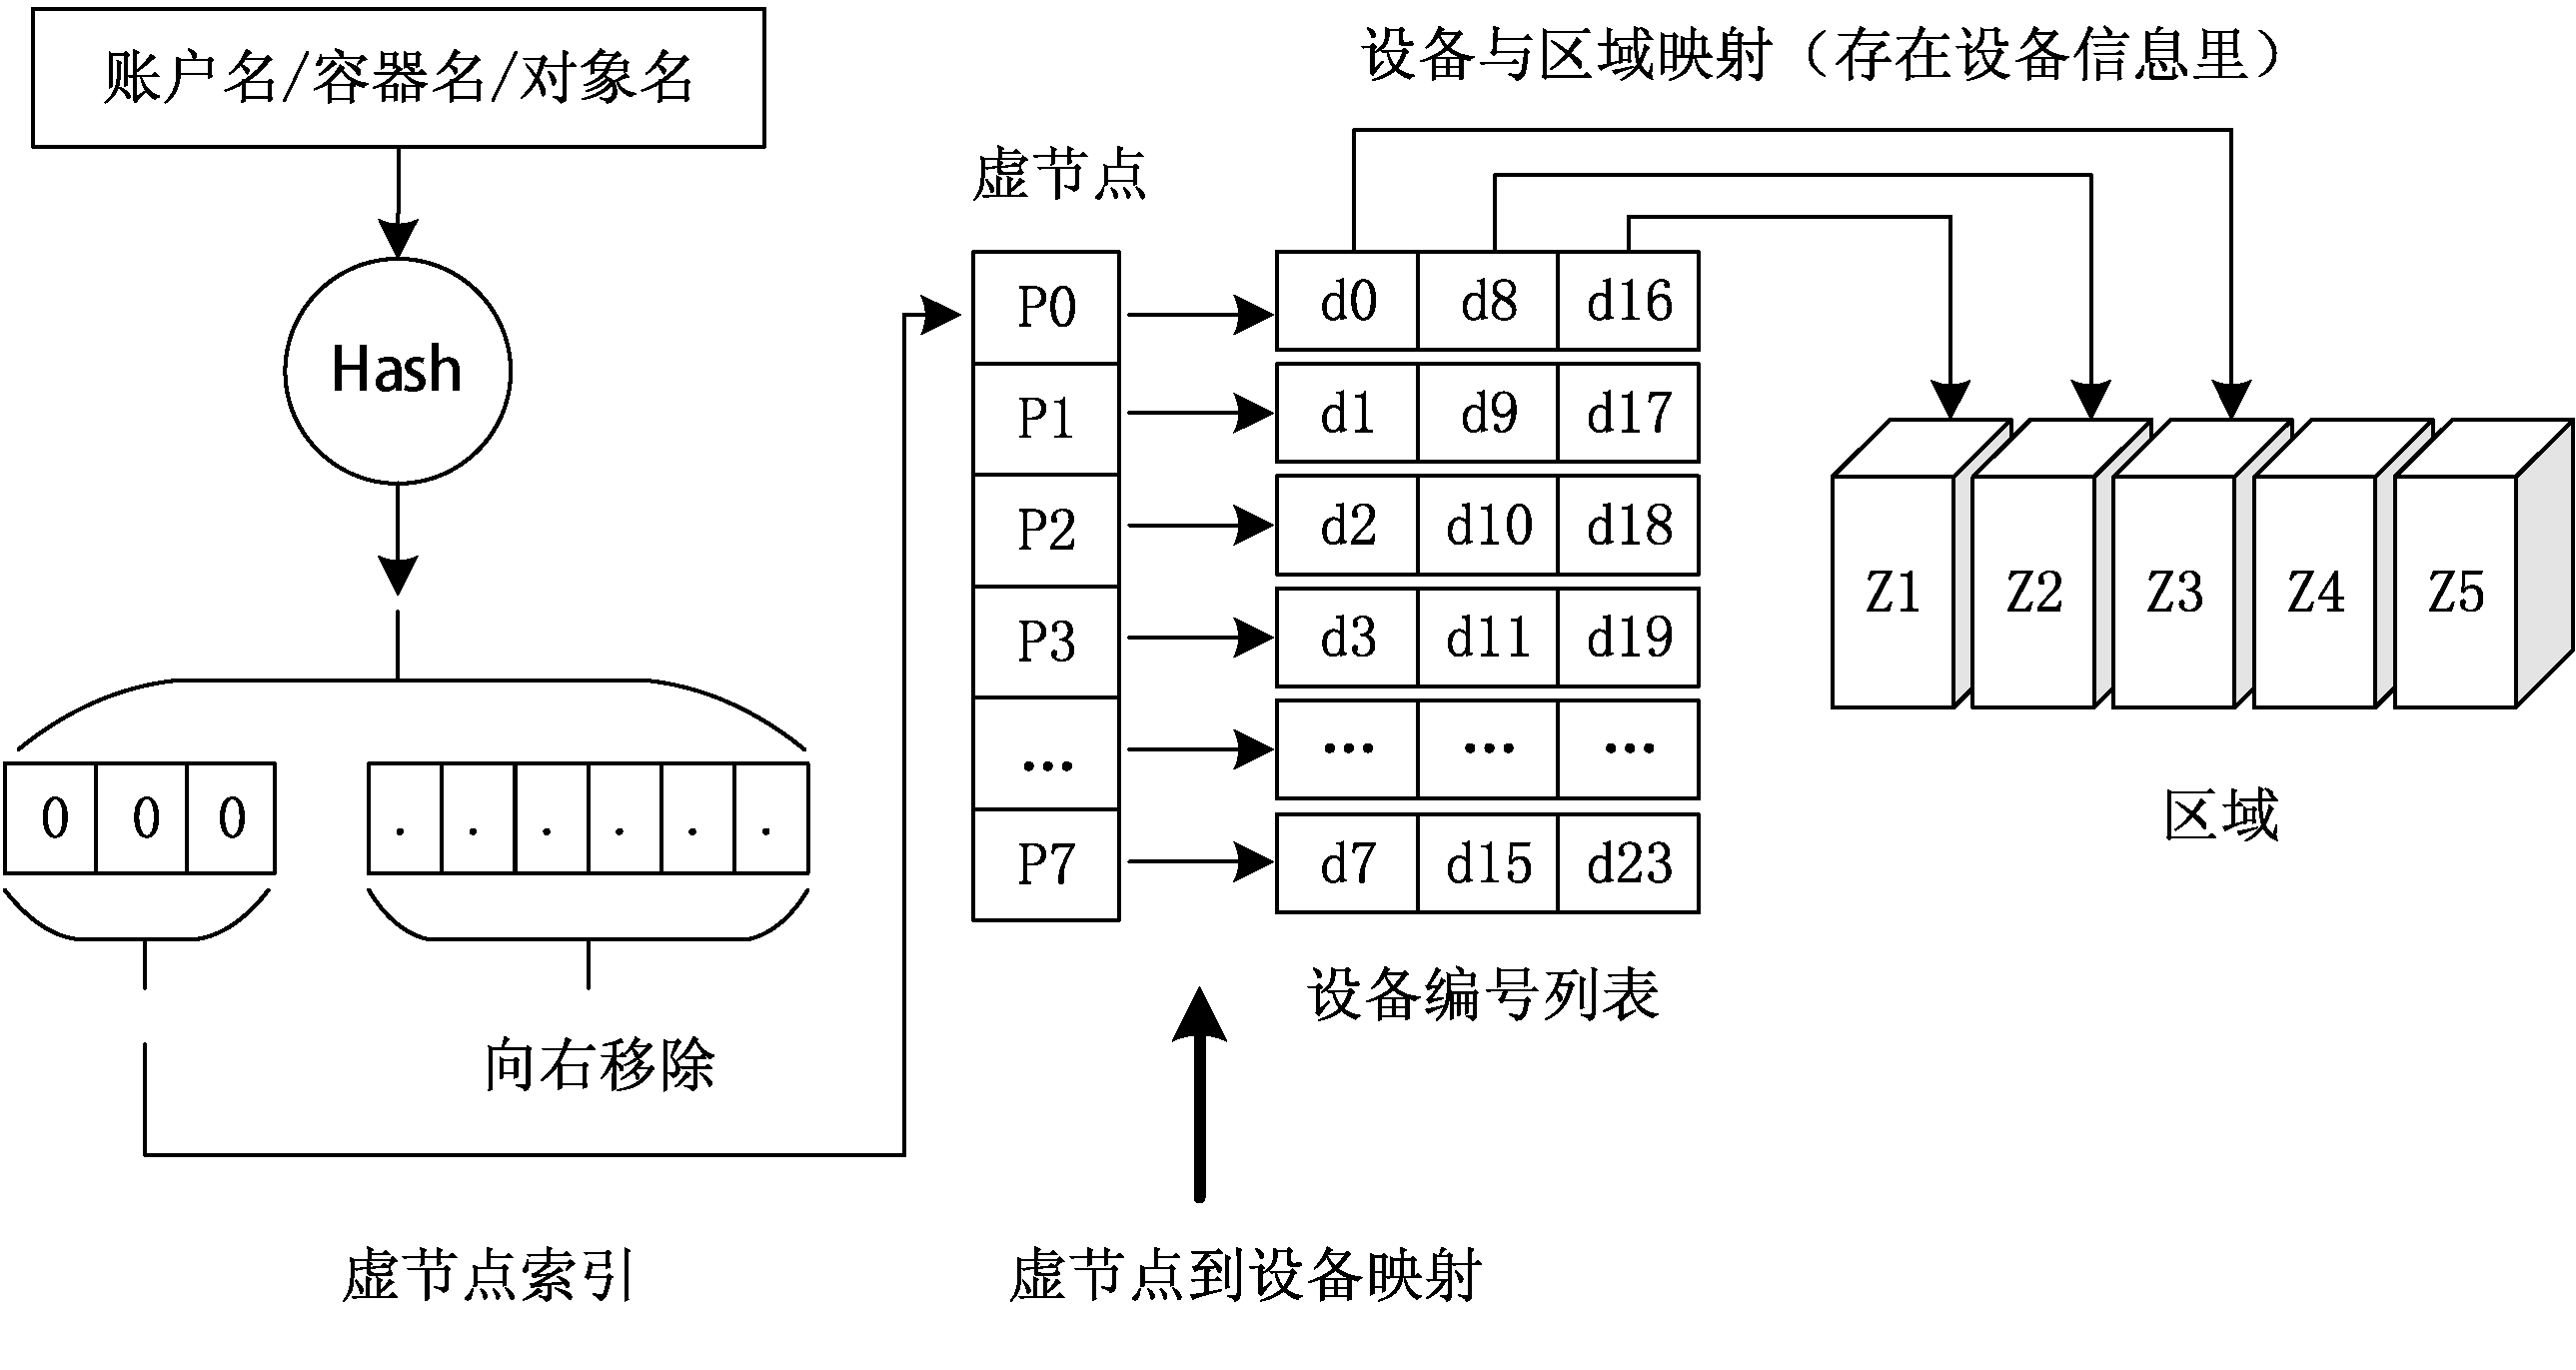 账户名/容器名/对象名
设备与区域映射（存在设备信息里）
虚节点
Hash
P0 d0 d8 d16
P1 d1 d9 d17
P2 d2 d10 d18
P3 d3 d11 d19
… … … …
P7 d7 d15 d23
Z1 Z2 Z3 Z4 Z5
区域
0 0 0 . . . . . .
设备编号列表
向右移除
虚节点索引
虚节点到设备映射